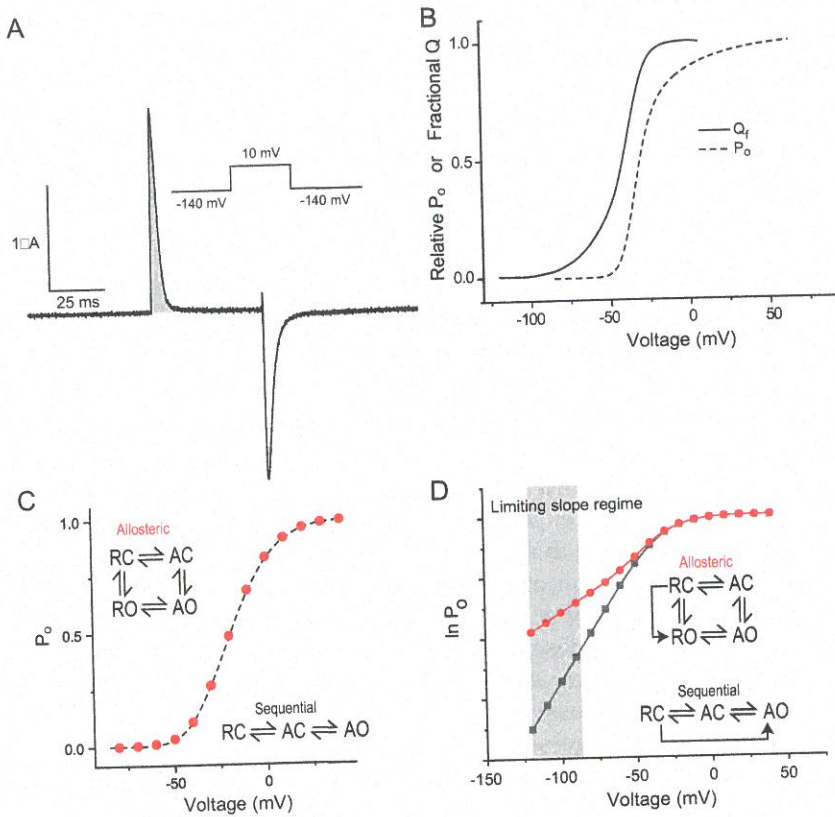 A
10 mV
-140 mV
-140 mV
1□A
25 ms
B
Relative Po or Fractional Q
1.0
0.5
0.0
Qf
Po
-100
-50
0
50
Voltage (mV)
C
Po
1.0
0.5
0.0
Allosteric
RC ⇌ AC
RO ⇌ AO
Sequential
RC ⇌ AC ⇌ AO
-50
0
Voltage (mV)
D
ln Po
Limiting slope regime
Allosteric
RC ⇌ AC
RO ⇌ AO
Sequential
RC ⇌ AC ⇌ AO
-150
-100
-50
0
50
Voltage (mV)